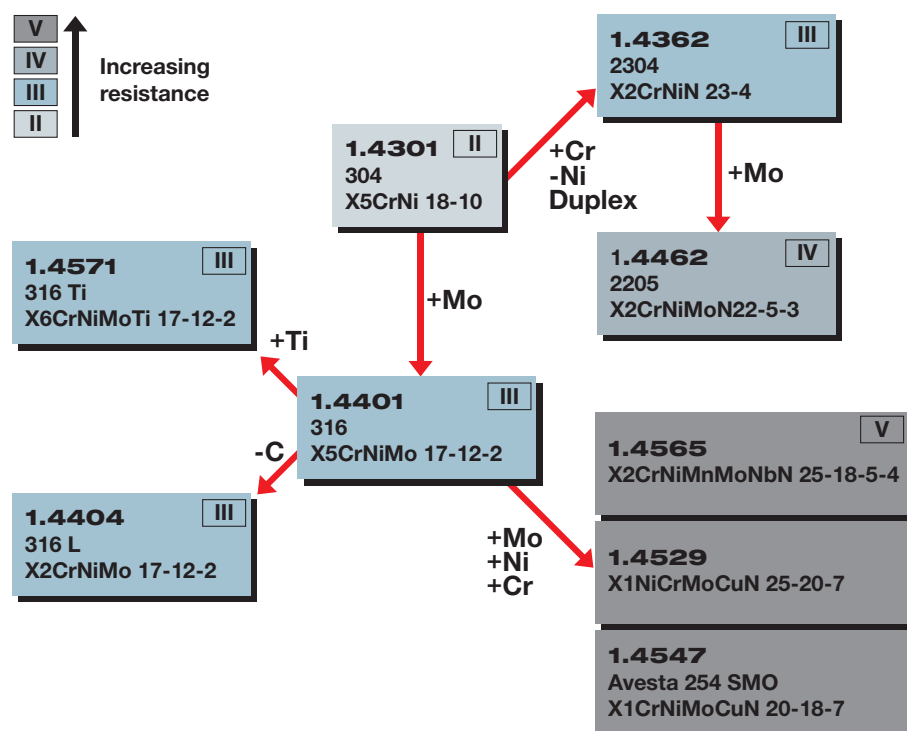 V
IV
III
II
Increasing
resistance
1.4362 III
2304
X2CrNiN 23-4
1.4301 II
304
X5CrNi 18-10
+Cr
-Ni
Duplex
+Mo
1.4462 IV
2205
X2CrNiMoN22-5-3
1.4571 III
316 Ti
X6CrNiMoTi 17-12-2
+Mo
+Ti
1.4401 III
316
X5CrNiMo 17-12-2
-C
1.4404 III
316 L
X2CrNiMo 17-12-2
+Mo
+Ni
+Cr
V
1.4565
X2CrNiMnMoNbN 25-18-5-4
1.4529
X1NiCrMoCuN 25-20-7
1.4547
Avesta 254 SMO
X1CrNiMoCuN 20-18-7